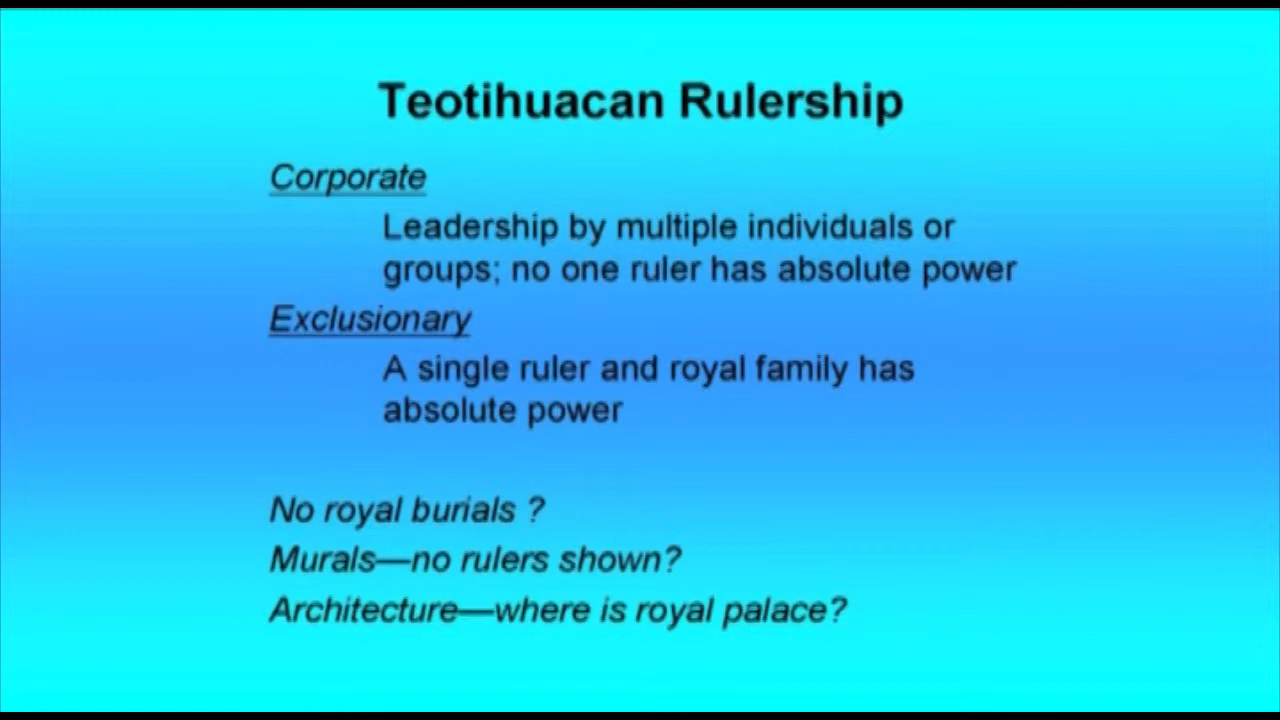 Teotihuacan Rulership
Corporate
Leadership by multiple individuals or
groups; no one ruler has absolute power
Exclusionary
A single ruler and royal family has
absolute power
No royal burials ?
Murals—no rulers shown?
Architecture—where is royal palace?